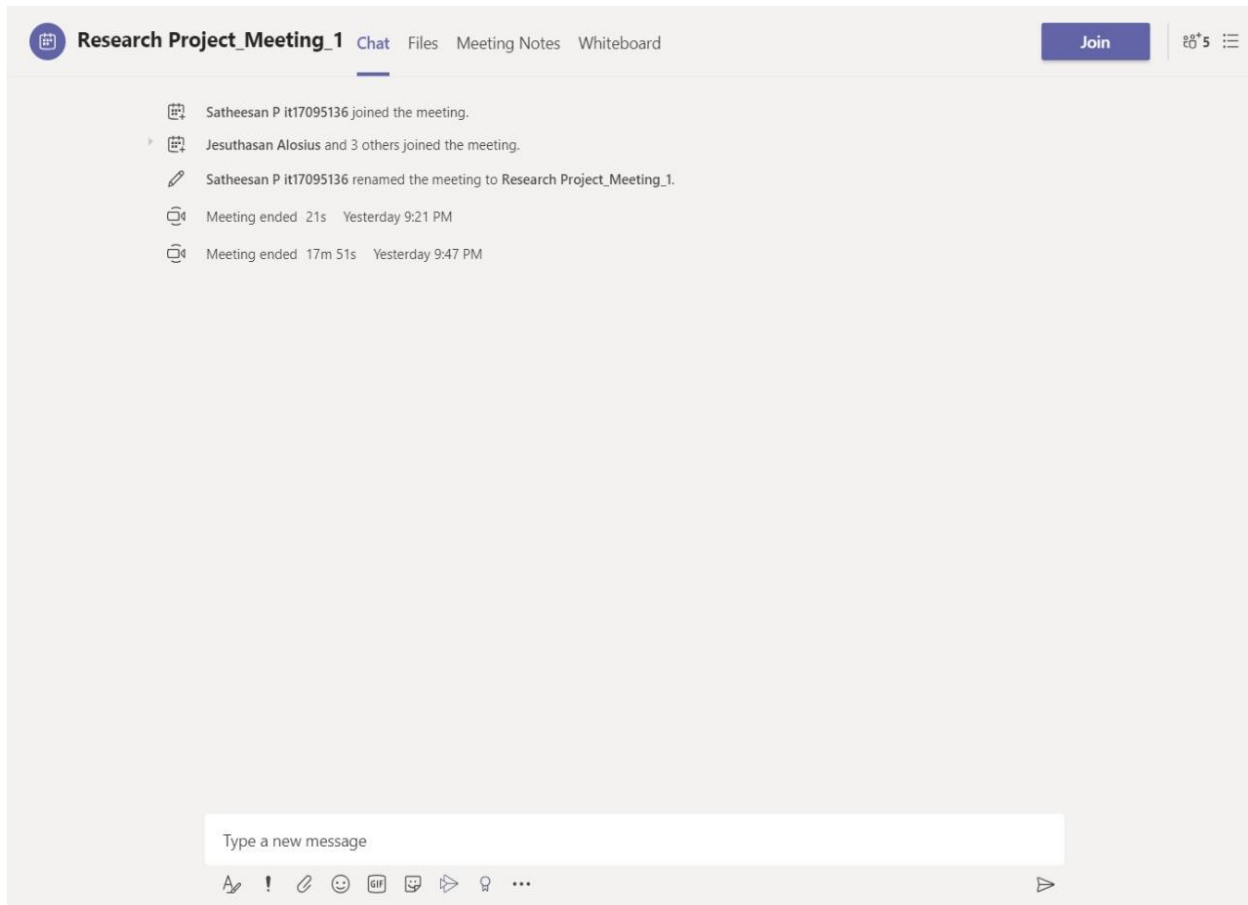 Research Project_Meeting_1 Chat Files Meeting Notes Whiteboard Join 5
Satheesan P it17095136 joined the meeting.
Jesuthasan Alosius and 3 others joined the meeting.
Satheesan P it17095136 renamed the meeting to Research Project_Meeting_1.
Meeting ended 21s Yesterday 9:21 PM
Meeting ended 17m 51s Yesterday 9:47 PM
Type a new message
GIF